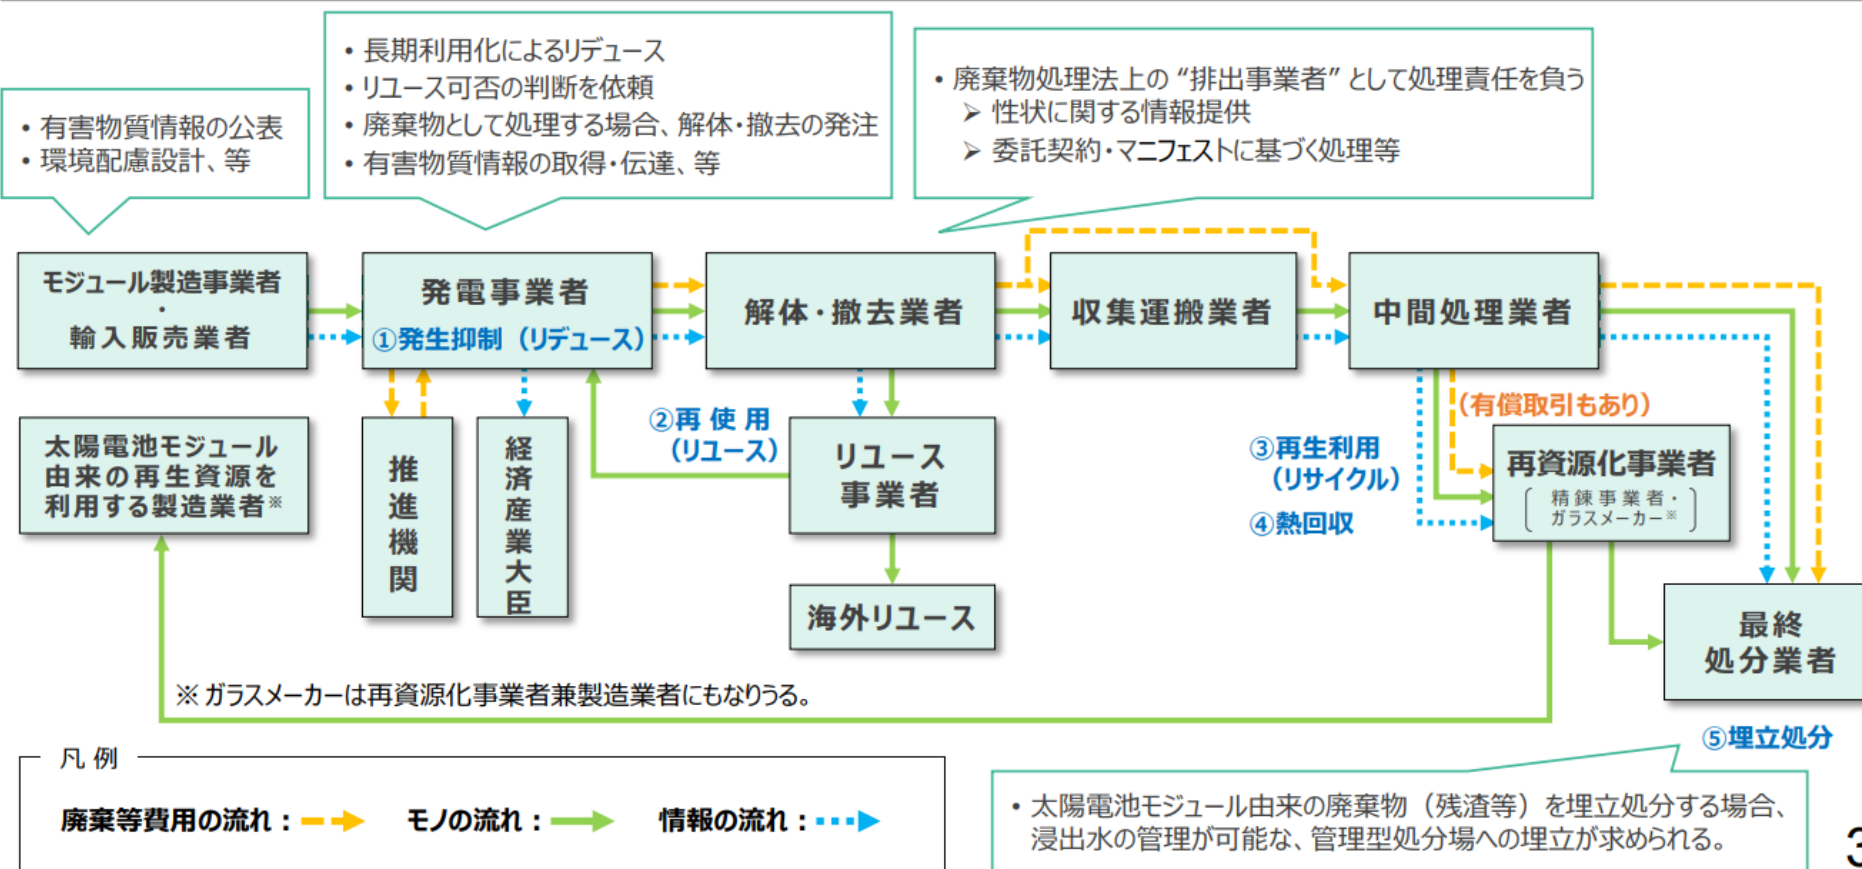 ・有害物質情報の公表
・環境配慮設計、等
・長期利用化によるリデュース
・リユース可否の判断を依頼
・廃棄物として処理する場合、解体・撤去の発注
・有害物質情報の取得・伝達、等
・廃棄物処理法上の “排出事業者” として処理責任を負う
➢ 性状に関する情報提供
➢ 委託契約・マニフェストに基づく処理等
モジュール製造事業者
・
輸入販売業者
発電事業者
①発生抑制（リデュース）
解体・撤去業者
収集運搬業者
中間処理業者
太陽電池モジュール
由来の再生資源を
利用する製造業者※
推進機関
経済産業大臣
②再使用
（リユース）
リユース
事業者
海外リユース
③再生利用
（リサイクル）
④熱回収
（有償取引もあり）
再資源化事業者
精錬事業者・
ガラスメーカー※
最終
処分業者
⑤埋立処分
※ ガラスメーカーは再資源化事業者兼製造業者にもなりうる。
凡例
廃棄等費用の流れ：
モノの流れ：
情報の流れ：
・太陽電池モジュール由来の廃棄物（残渣等）を埋立処分する場合、
浸出水の管理が可能な、管理型処分場への埋立が求められる。
3